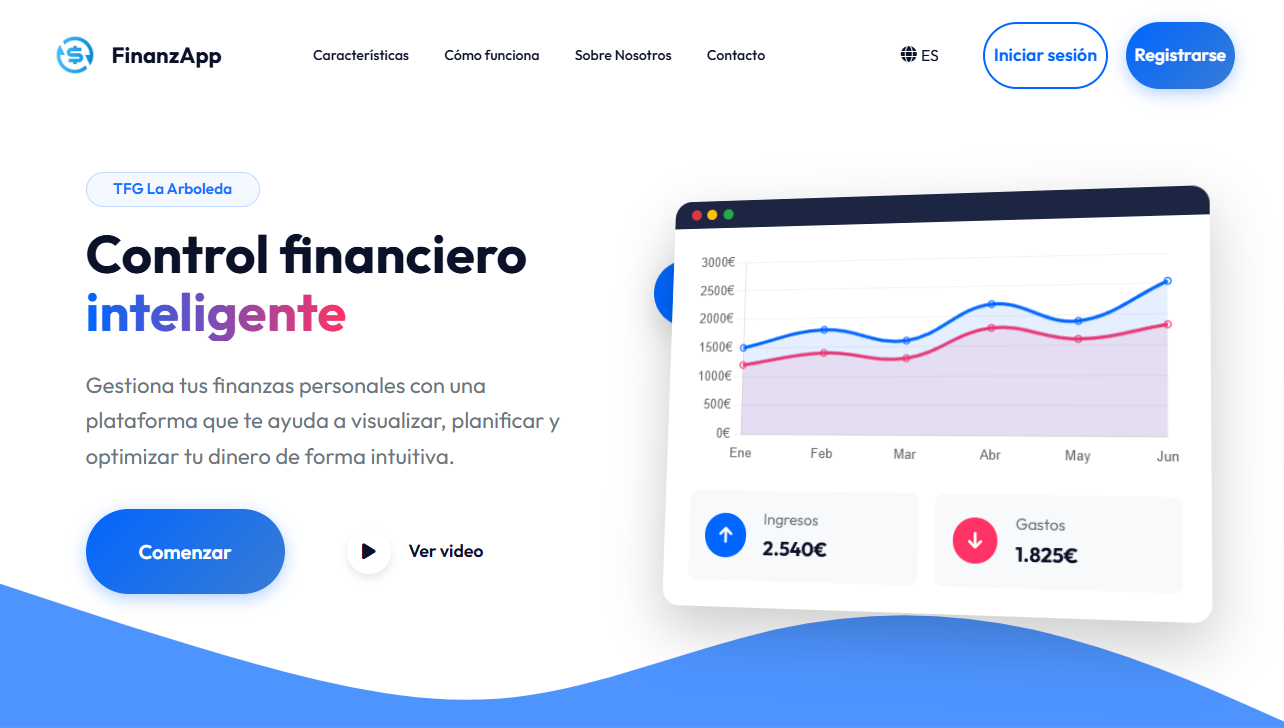 FinanzApp
Características
Cómo funciona
Sobre Nosotros
Contacto
ES
Iniciar sesión
Registrarse
TFG La Arboleda
Control financiero
inteligente
Gestiona tus finanzas personales con una
plataforma que te ayuda a visualizar, planificar y
optimizar tu dinero de forma intuitiva.
Comenzar
Ver video
3000€
2500€
2000€
1500€
1000€
500€
0€
Ene Feb Mar Abr May Jun
Ingresos
2.540€
Gastos
1.825€